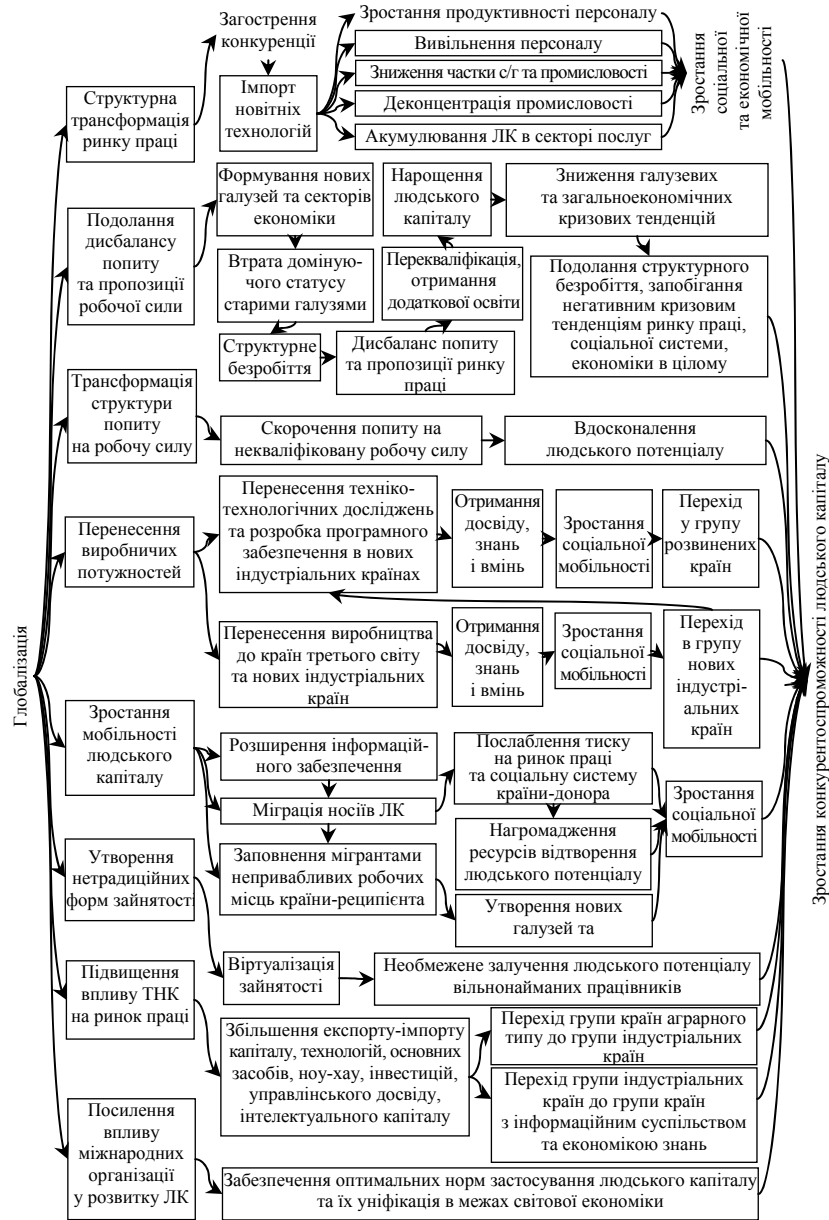 Глобалізація
Структурна
трансформація
ринку праці
Загострення
конкуренції
Імпорт
новітніх
технологій
Зростання продуктивності персоналу
Вивільнення персоналу
Зниження частки с/г та промисловості
Деконцентрація промисловості
Акумулювання ЛК в секторі послуг
Зростання
соціальної
та економічної
мобільності
Подолання
дисбалансу
попиту
та пропозиції
робочої сили
Формування нових
галузей та секторів
економіки
Втрата доміную-
чого статусу
старими галузями
Структурне
безробіття
Дисбаланс попиту
та пропозиції ринку
праці
Перекваліфікація,
отримання
додаткової освіти
Нарощення
людського
капіталу
Зниження галузевих
та загальноекономічних
кризових тенденцій
Подолання структурного
безробіття, запобігання
негативним кризовим
тенденціям ринку праці,
соціальної системи,
економіки в цілому
Трансформація
структури
попиту
на робочу силу
Скорочення попиту на
некваліфіковану робочу силу
Вдосконалення
людського потенціалу
Перенесення
виробничих
потужностей
Перенесення техніко-
технологічних досліджень
та розробка програмного
забезпечення в нових
індустріальних країнах
Отримання
досвіду,
знань
і вмінь
Зростання
соціальної
мобільності
Перехід
у групу
розвинених
країн
Перенесення виробництва
до країн третього світу
та нових індустріальних
країн
Отримання
досвіду,
знань
і вмінь
Зростання
соціальної
мобільності
Перехід
в групу
нових
індустрі-
альних
країн
Зростання
мобільності
людського
капіталу
Розширення інформацій-
ного забезпечення
Міграція носіїв ЛК
Заповнення мігрантами
непривабливих робочих
місць країни-реципієнта
Послаблення тиску
на ринок праці
та соціальну систему
країни-донора
Нагромадження
ресурсів відтворення
людського потенціалу
Утворення нових
галузей та
Зростання
соціальної
мобільності
Утворення
нетрадиційних
форм зайнятості
Віртуалізація
зайнятості
Необмежене залучення людського потенціалу
вільнонайманих працівників
Підвищення
впливу ТНК
на ринок праці
Збільшення експорту-імпорту
капіталу, технологій, основних
засобів, ноу-хау, інвестицій,
управлінського досвіду,
інтелектуального капіталу
Перехід групи країн аграрного
типу до групи індустріальних
країн
Перехід групи індустріальних
країн до групи країн
з інформаційним суспільством
та економікою знань
Посилення
впливу
міжнародних
організації
у розвитку ЛК
Забезпечення оптимальних норм застосування людського капіталу
та їх уніфікація в межах світової економіки
Зростання конкурентоспроможності людського капіталу